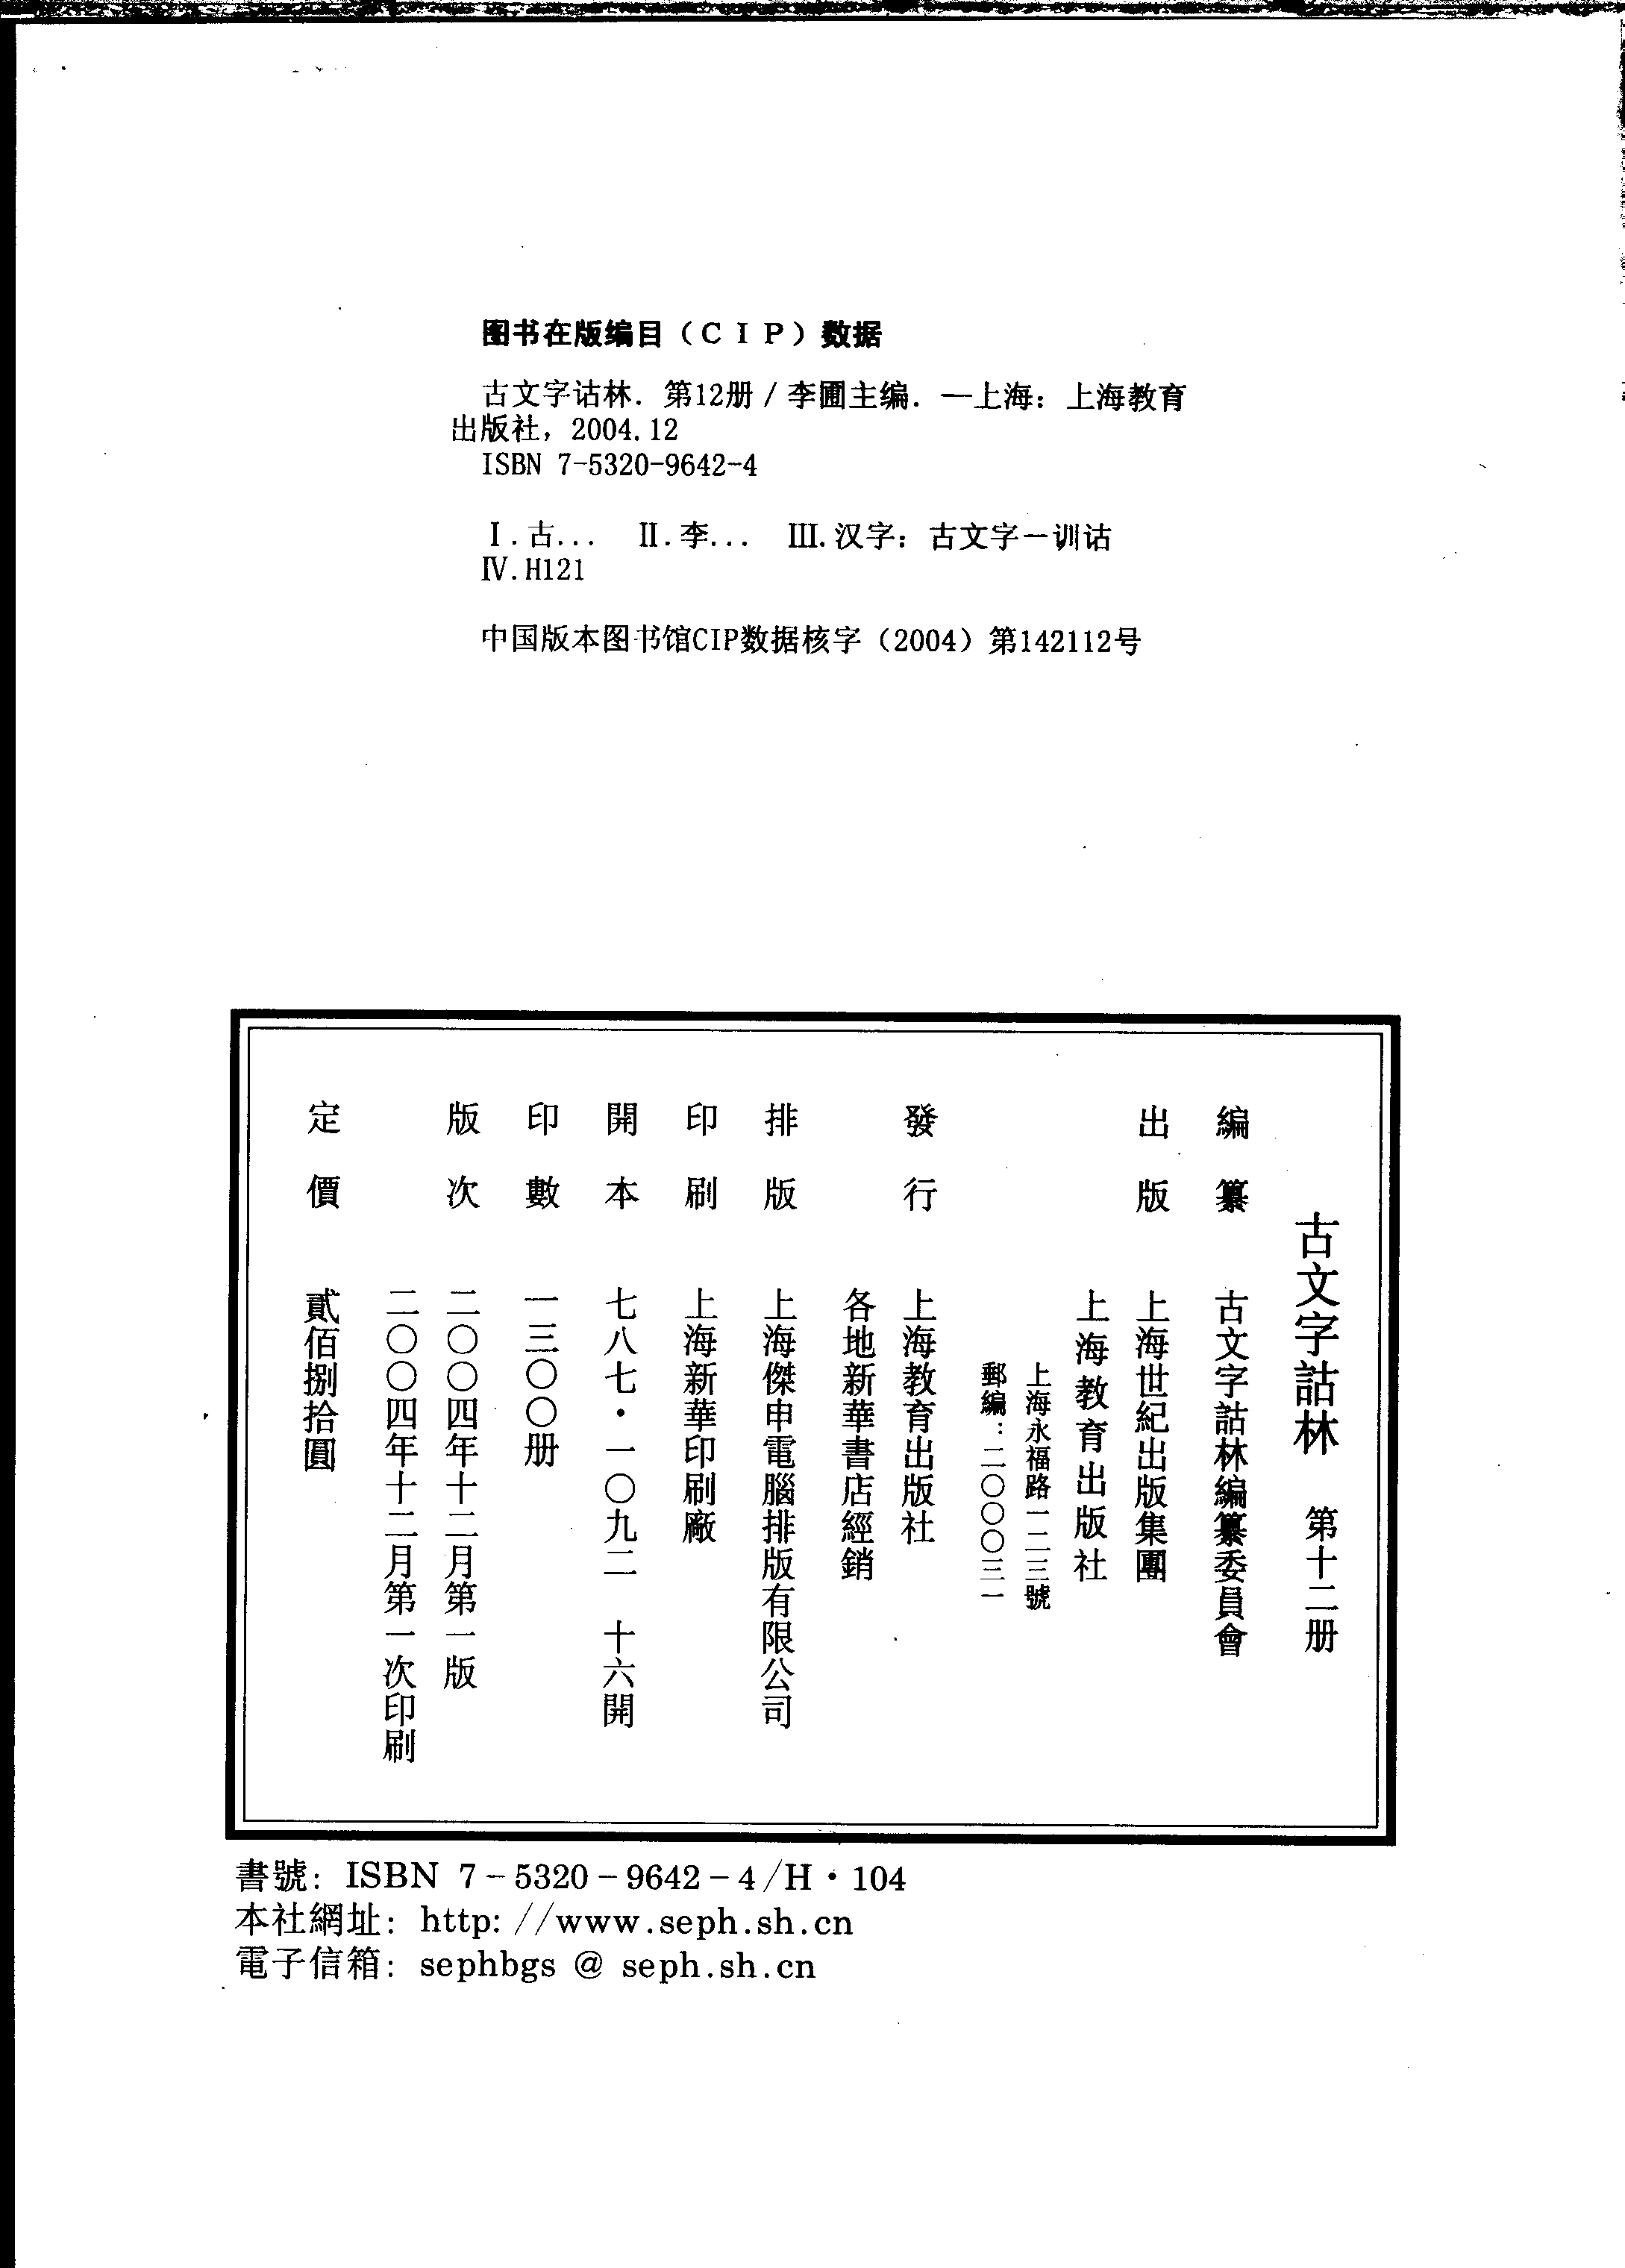 图书在版编目（CIP）数据
古文字诂林. 第12册 / 李圃主编. —上海：上海教育
出版社，2004.12
ISBN 7-5320-9642-4
Ⅰ.古... Ⅱ.李... Ⅲ.汉字：古文字－训诂
Ⅳ.H121
中国版本图书馆CIP数据核字（2004）第142112号
古文字詁林 第十二册
編纂 古文字詁林編纂委員會
出版 上海世紀出版集團
上海教育出版社
上海永福路一二三號
郵編：二〇〇〇三一
發行 上海教育出版社
各地新華書店經銷
排版 上海傑申電腦排版有限公司
印刷 上海新華印刷廠
開本 七八七·一〇九二 十六開
印數 一三〇〇册
版次 二〇〇四年十二月第一版
二〇〇四年十二月第一次印刷
定價 貳佰捌拾圓
書號：ISBN 7-5320-9642-4/H·104
本社網址：http://www.seph.sh.cn
電子信箱：sephbgs @ seph.sh.cn